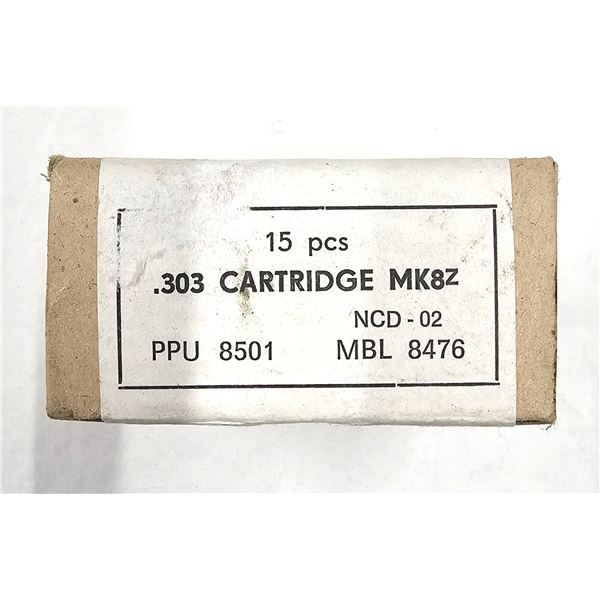 15 pcs
.303 CARTRIDGE MK8Z
NCD - 02
PPU 8501 MBL 8476